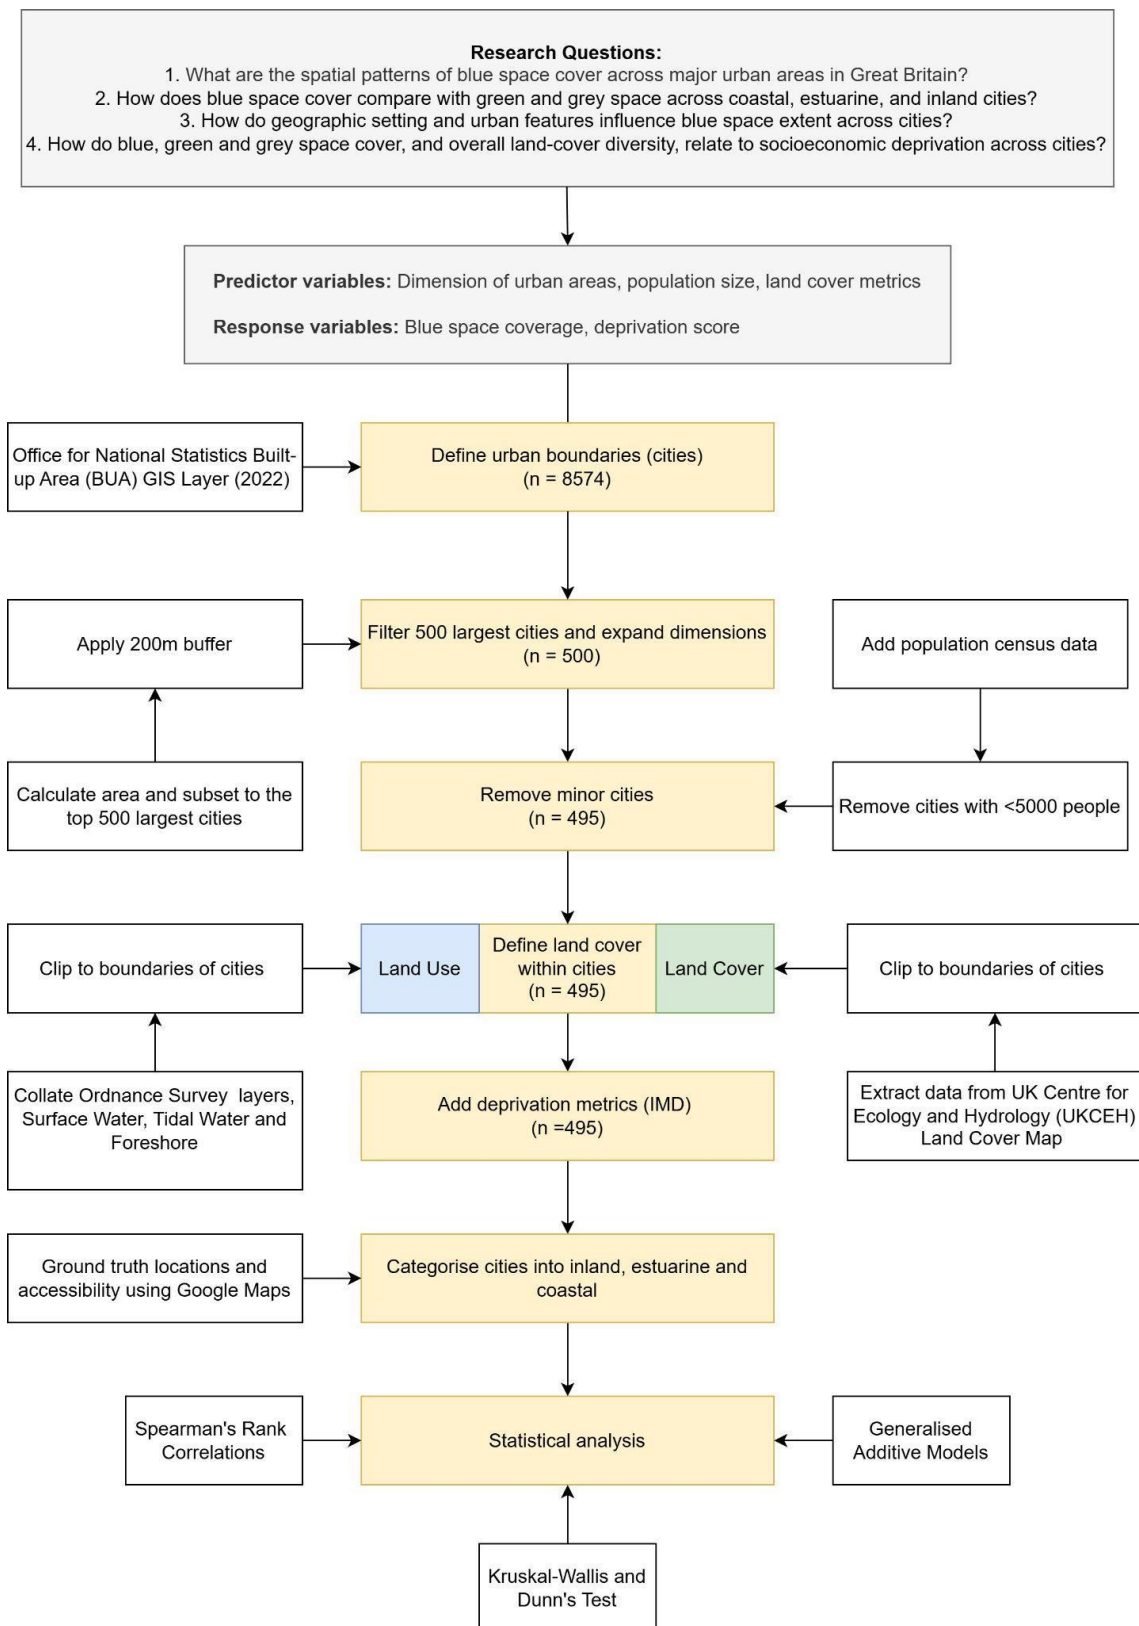 Research Questions:
1. What are the spatial patterns of blue space cover across major urban areas in Great Britain?
2. How does blue space cover compare with green and grey space across coastal, estuarine, and inland cities?
3. How do geographic setting and urban features influence blue space extent across cities?
4. How do blue, green and grey space cover, and overall land-cover diversity, relate to socioeconomic deprivation across cities?
Predictor variables: Dimension of urban areas, population size, land cover metrics
Response variables: Blue space coverage, deprivation score
Office for National Statistics Built-
up Area (BUA) GIS Layer (2022)
Define urban boundaries (cities)
(n = 8574)
Apply 200m buffer
Filter 500 largest cities and expand dimensions
(n = 500)
Add population census data
Calculate area and subset to the
top 500 largest cities
Remove minor cities
(n = 495)
Remove cities with <5000 people
Clip to boundaries of cities
Land Use
Define land cover
within cities
(n = 495)
Land Cover
Clip to boundaries of cities
Collate Ordnance Survey layers,
Surface Water, Tidal Water and
Foreshore
Add deprivation metrics (IMD)
(n =495)
Extract data from UK Centre for
Ecology and Hydrology (UKCEH)
Land Cover Map
Ground truth locations and
accessibility using Google Maps
Categorise cities into inland, estuarine and
coastal
Spearman's Rank
Correlations
Statistical analysis
Generalised
Additive Models
Kruskal-Wallis and
Dunn's Test